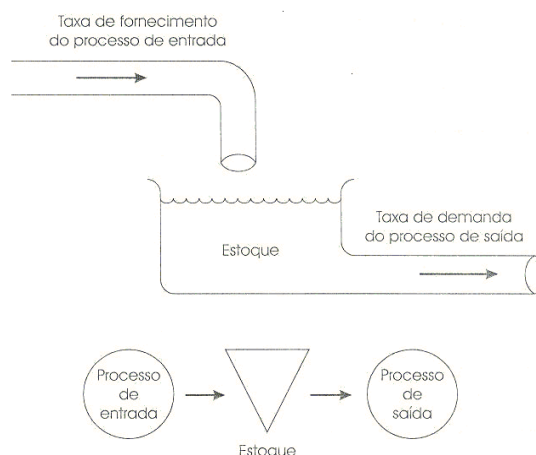 Taxa de fornecimento
do processo de entrada
Taxa de demanda
do processo de saída
Estoque
Processo
de
entrada
Processo
de
saída
Estoque